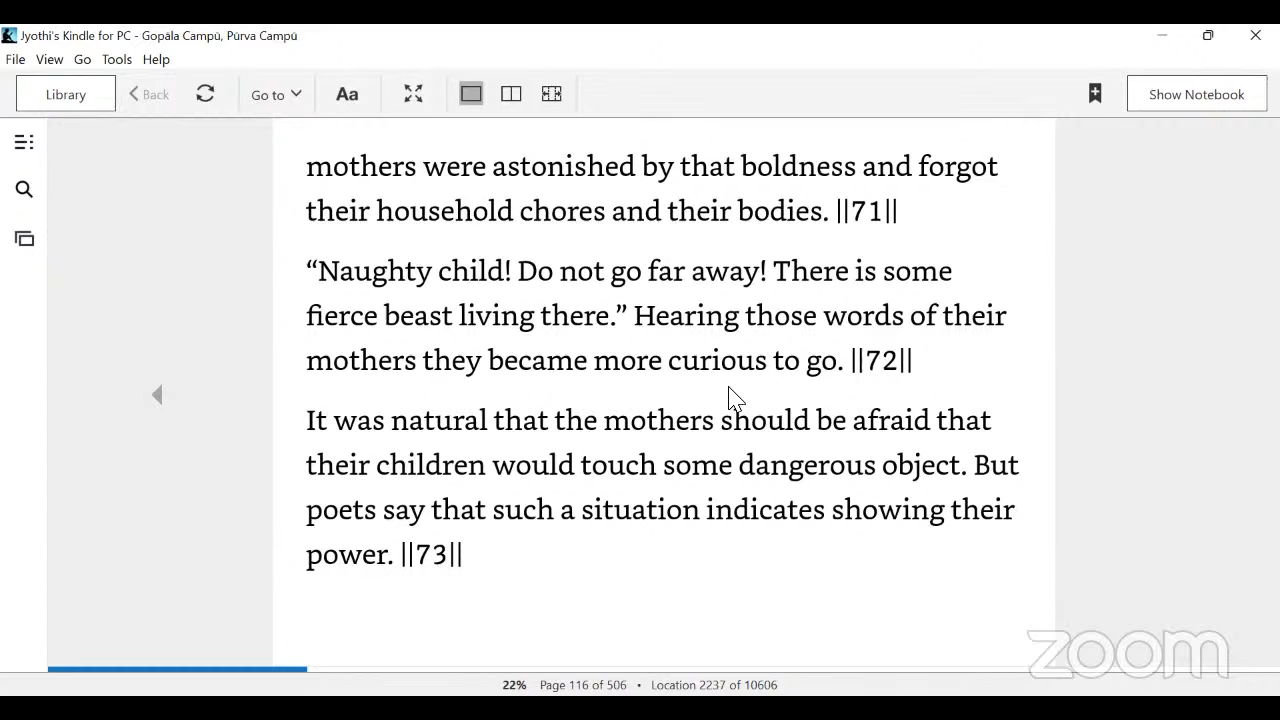 Jyothi's Kindle for PC - Gopāla Campū, Pūrva Campū
File View Go Tools Help
Library Back Go to Aa Show Notebook
mothers were astonished by that boldness and forgot
their household chores and their bodies. ||71||
“Naughty child! Do not go far away! There is some
fierce beast living there.” Hearing those words of their
mothers they became more curious to go. ||72||
It was natural that the mothers should be afraid that
their children would touch some dangerous object. But
poets say that such a situation indicates showing their
power. ||73||
zoom
22% Page 116 of 506 • Location 2237 of 10606